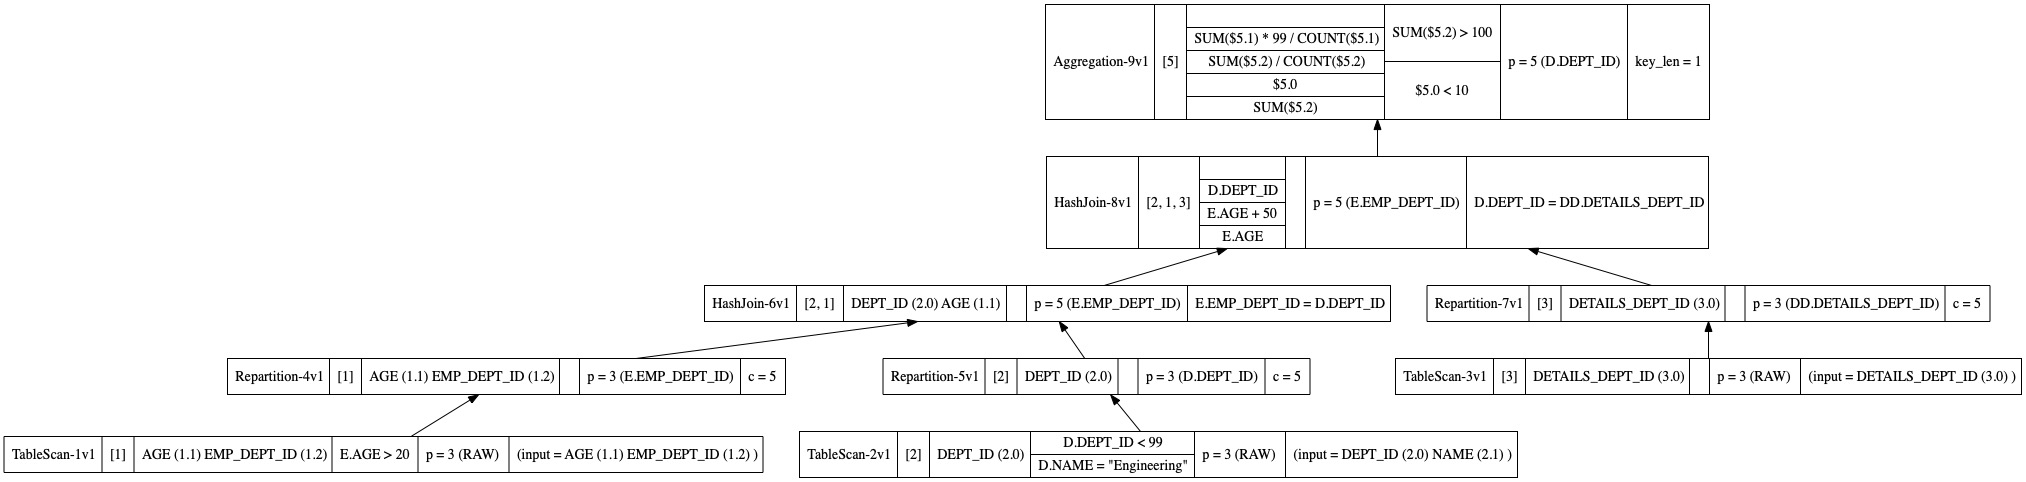 Aggregation-9v1
[5]
SUM($5.1) * 99 / COUNT($5.1)
SUM($5.2) / COUNT($5.2)
$5.0
SUM($5.2)
SUM($5.2) > 100
$5.0 < 10
p = 5 (D.DEPT_ID)
key_len = 1
HashJoin-8v1
[2, 1, 3]
D.DEPT_ID
E.AGE + 50
E.AGE
p = 5 (E.EMP_DEPT_ID)
D.DEPT_ID = DD.DETAILS_DEPT_ID
HashJoin-6v1
[2, 1]
DEPT_ID (2.0) AGE (1.1)
p = 5 (E.EMP_DEPT_ID)
E.EMP_DEPT_ID = D.DEPT_ID
Repartition-7v1
[3]
DETAILS_DEPT_ID (3.0)
p = 3 (DD.DETAILS_DEPT_ID)
c = 5
Repartition-4v1
[1]
AGE (1.1) EMP_DEPT_ID (1.2)
p = 3 (E.EMP_DEPT_ID)
c = 5
Repartition-5v1
[2]
DEPT_ID (2.0)
p = 3 (D.DEPT_ID)
c = 5
TableScan-3v1
[3]
DETAILS_DEPT_ID (3.0)
p = 3 (RAW)
(input = DETAILS_DEPT_ID (3.0) )
TableScan-1v1
[1]
AGE (1.1) EMP_DEPT_ID (1.2)
E.AGE > 20
p = 3 (RAW)
(input = AGE (1.1) EMP_DEPT_ID (1.2) )
TableScan-2v1
[2]
DEPT_ID (2.0)
D.DEPT_ID < 99
D.NAME = "Engineering"
p = 3 (RAW)
(input = DEPT_ID (2.0) NAME (2.1) )